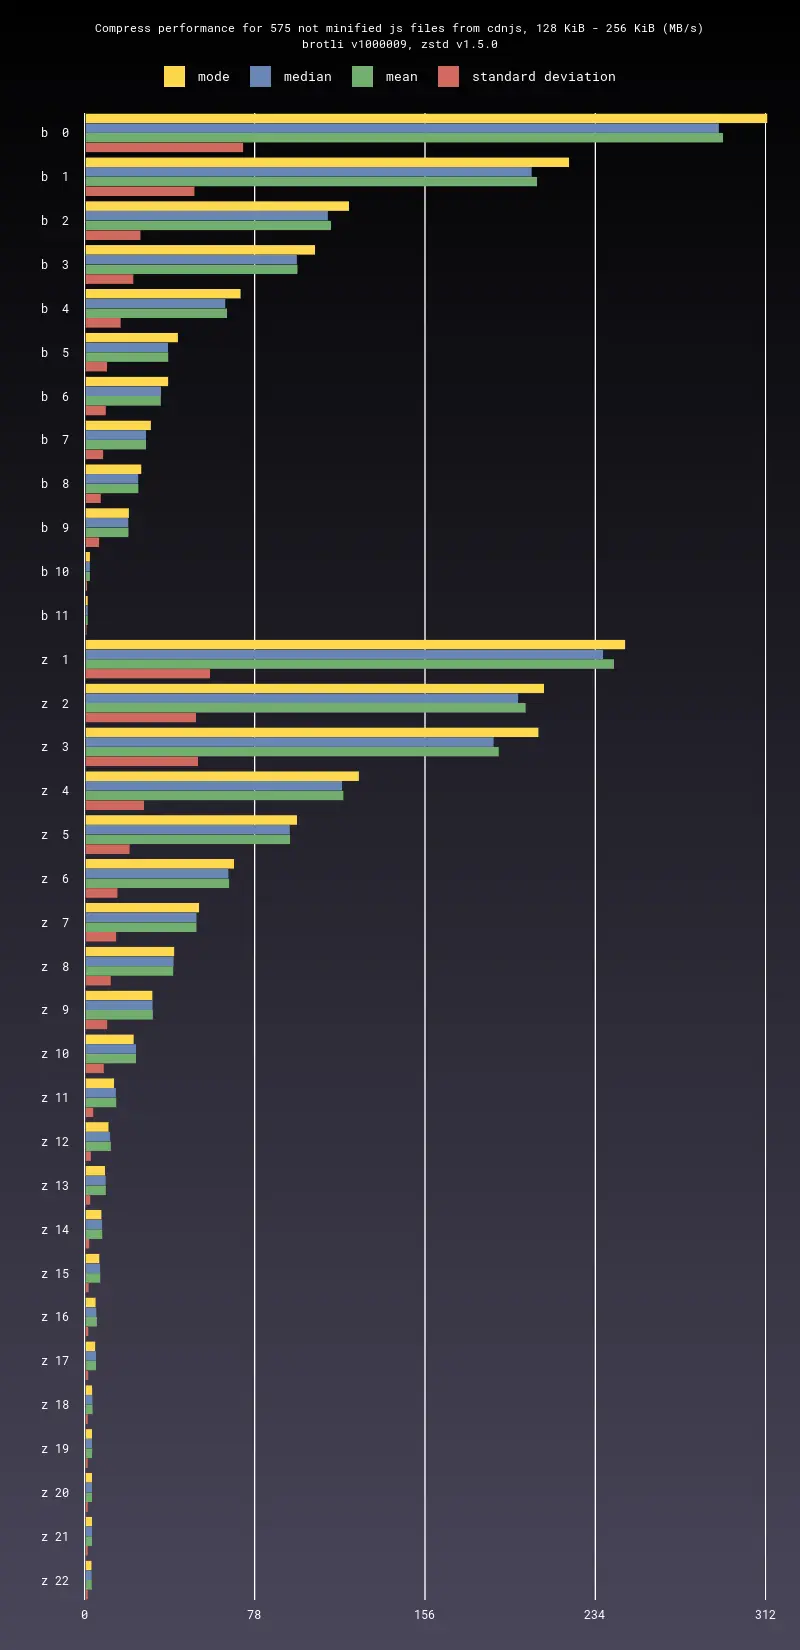 Compress performance for 575 not minified js files from cdnjs, 128 KiB - 256 KiB (MB/s)
brotli v1000009, zstd v1.5.0
mode median mean standard deviation
b 0
b 1
b 2
b 3
b 4
b 5
b 6
b 7
b 8
b 9
b 10
b 11
z 1
z 2
z 3
z 4
z 5
z 6
z 7
z 8
z 9
z 10
z 11
z 12
z 13
z 14
z 15
z 16
z 17
z 18
z 19
z 20
z 21
z 22
0 78 156 234 312